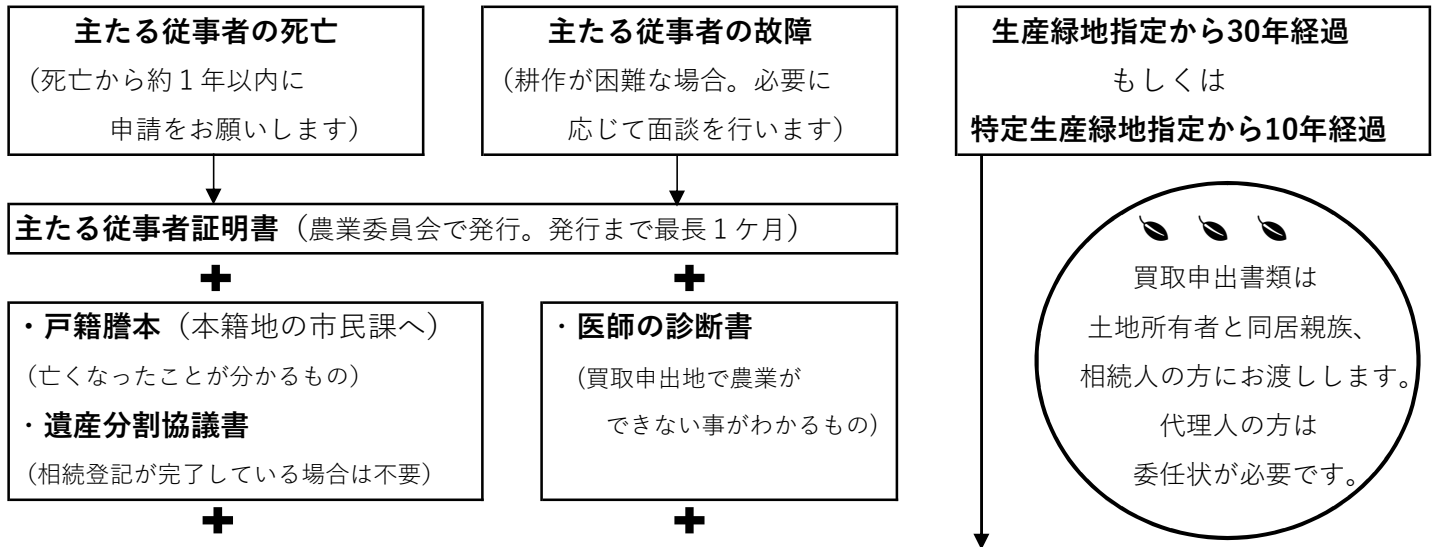 主たる従事者の死亡
（死亡から約１年以内に
申請をお願いします）
主たる従事者の故障
（耕作が困難な場合。必要に
応じて面談を行います）
生産緑地指定から30年経過
もしくは
特定生産緑地指定から10年経過
主たる従事者証明書（農業委員会で発行。発行まで最長１ケ月）
・戸籍謄本（本籍地の市民課へ）
（亡くなったことが分かるもの）
・遺産分割協議書
（相続登記が完了している場合は不要）
・医師の診断書
（買取申出地で農業が
できない事がわかるもの）
買取申出書類は
土地所有者と同居親族、
相続人の方にお渡しします。
代理人の方は
委任状が必要です。